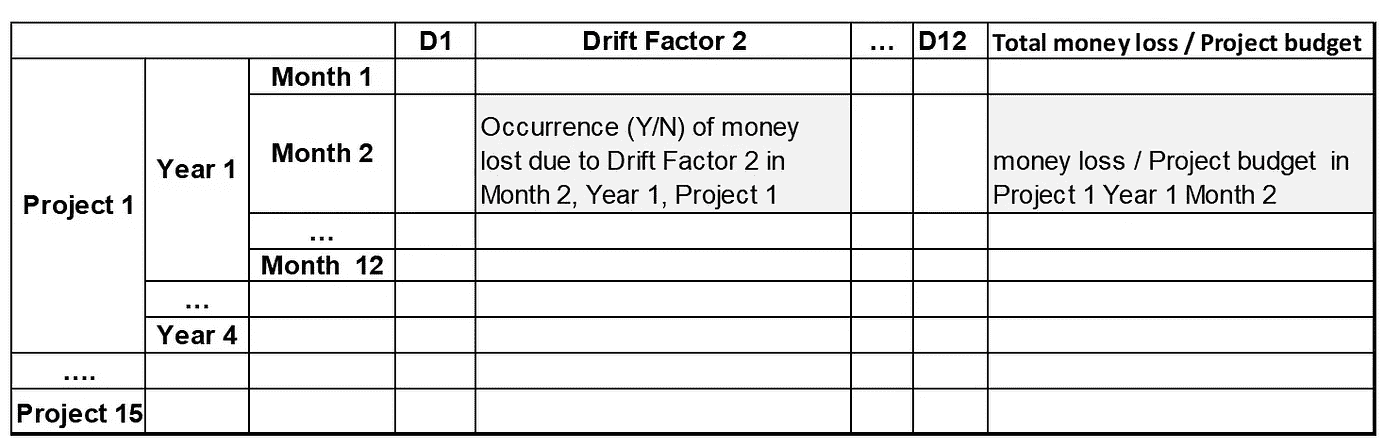 D1 Drift Factor 2 … D12 Total money loss / Project budget
Month 1
Occurrence (Y/N) of money
lost due to Drift Factor 2 in
Month 2, Year 1, Project 1
Month 2
money loss / Project budget in
Project 1 Year 1 Month 2
Year 1
Project 1
…
Month 12
…
Year 4
….
Project 15